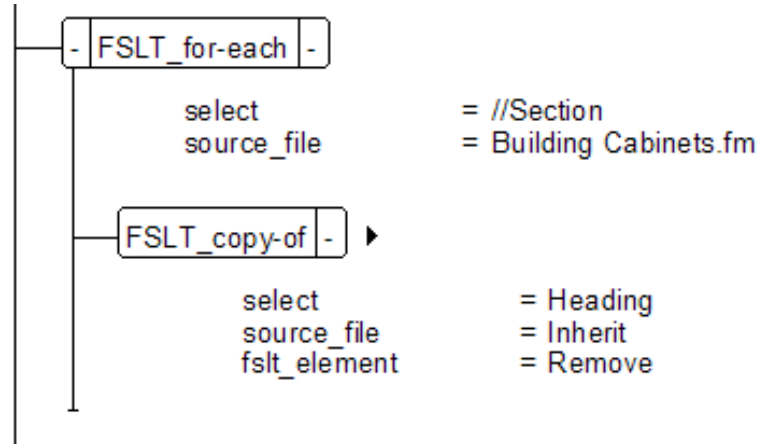 - FSLT_for-each -
select = //Section
source_file = Building Cabinets.fm
FSLT_copy-of -
select = Heading
source_file = Inherit
fslt_element = Remove